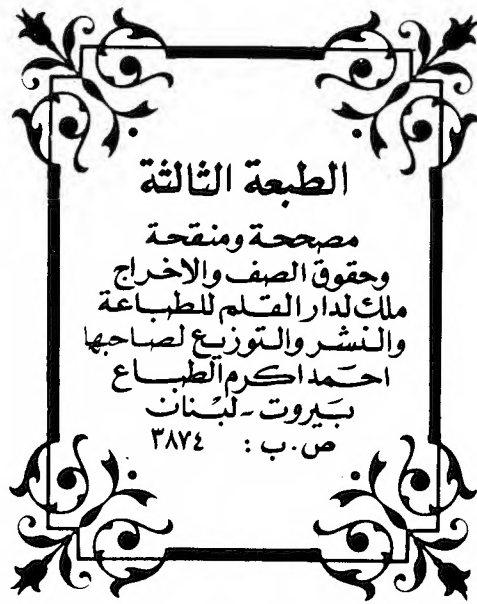 الطبعة الثالثة
مصححة ومنقحة
وحقوق الصف والاخراج
ملك لدار القلم للطباعة
والنشر والتوزيع لصاحبها
احمد اكرم الطباع
بيروت - لبنان
ص.ب : ٣٨٧٤